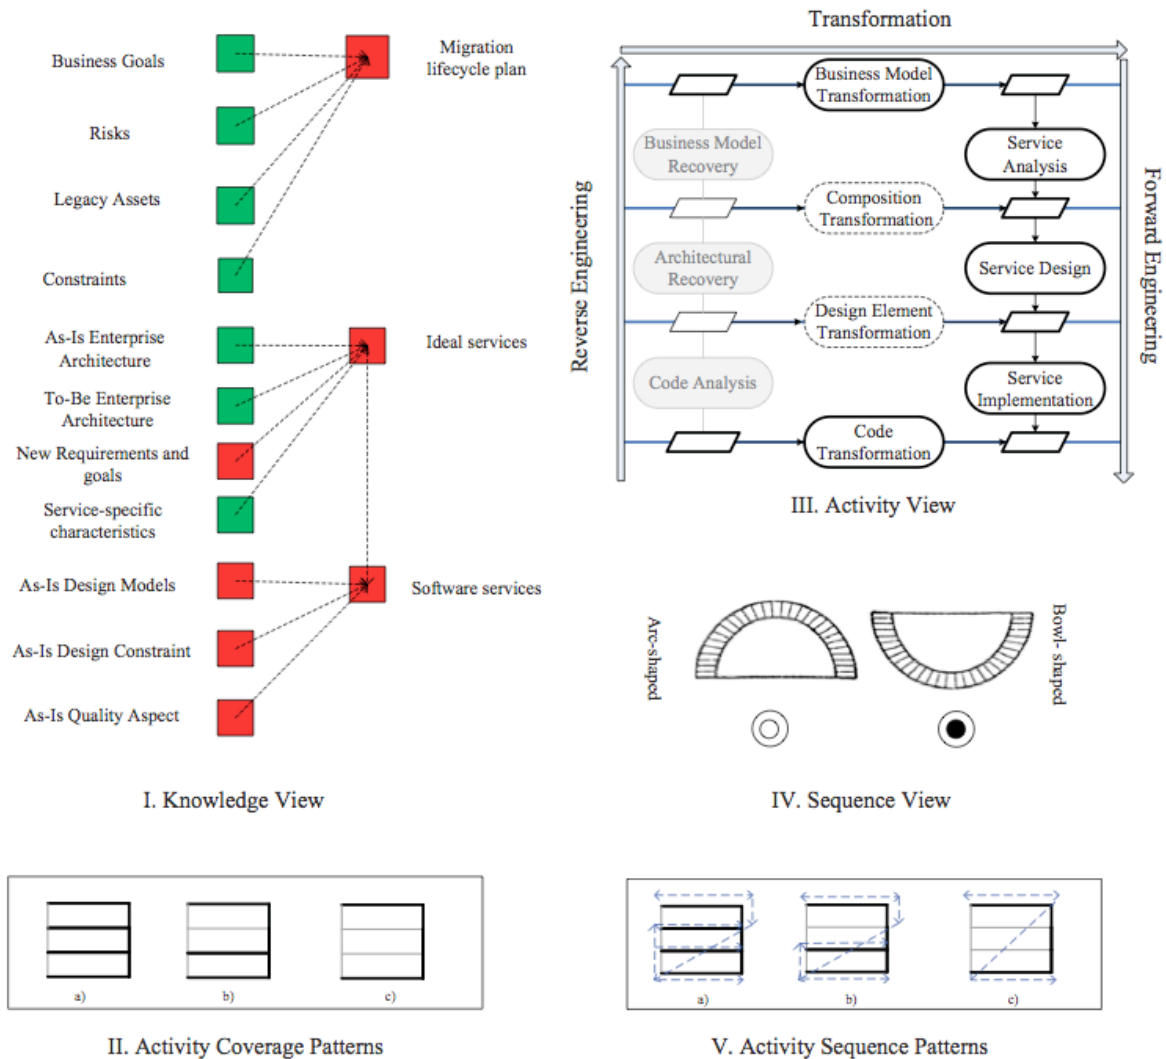 Business Goals
Migration
lifecycle plan
Risks
Legacy Assets
Constraints
As-Is Enterprise
Architecture
Ideal services
To-Be Enterprise
Architecture
New Requirements and
goals
Service-specific
characteristics
As-Is Design Models
Software services
As-Is Design Constraint
As-Is Quality Aspect
I. Knowledge View
a)
b)
c)
II. Activity Coverage Patterns
Transformation
Reverse Engineering
Business Model
Transformation
Business Model
Recovery
Service
Analysis
Composition
Transformation
Architectural
Recovery
Service Design
Design Element
Transformation
Code Analysis
Service
Implementation
Code
Transformation
Forward Engineering
III. Activity View
Arc-shaped
Bowl- shaped
IV. Sequence View
a)
b)
c)
V. Activity Sequence Patterns